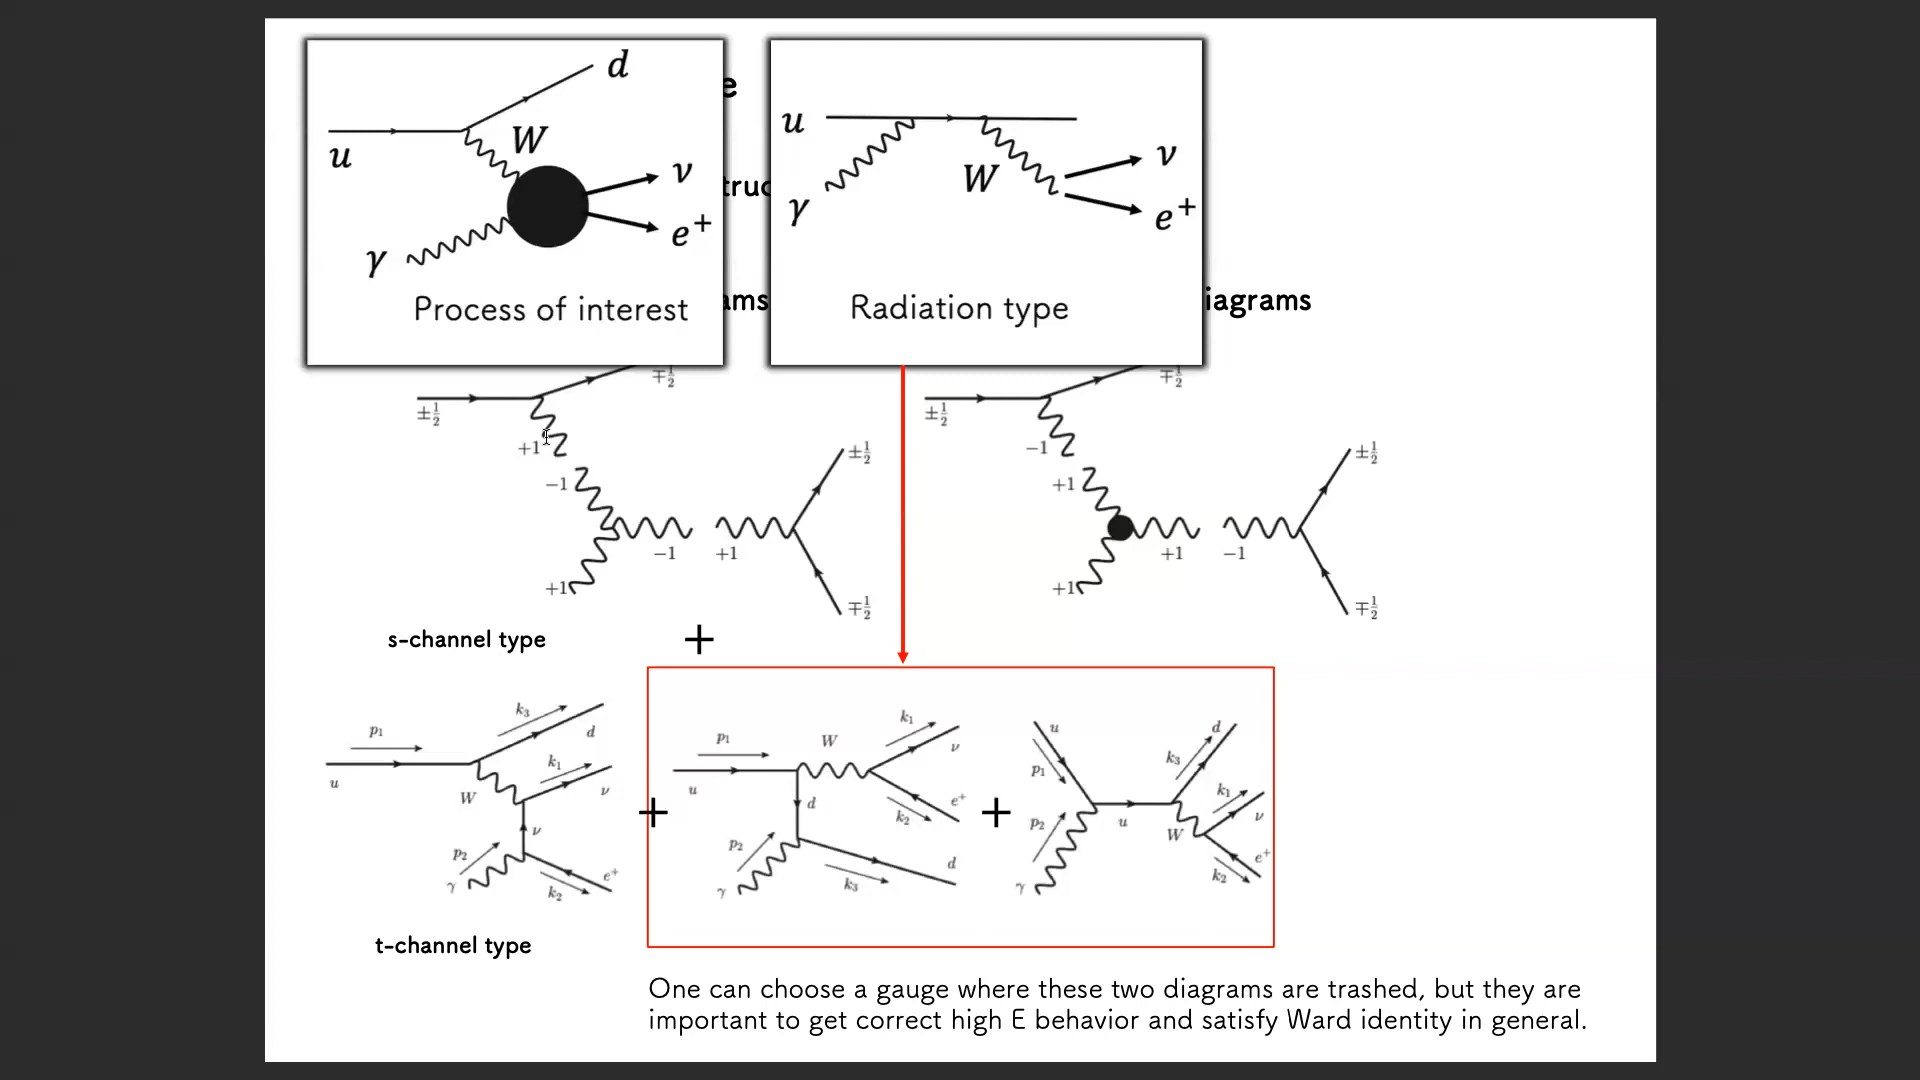 d
u
W
ν
e⁺
γ
Process of interest
u
W
ν
γ
e⁺
Radiation type
e
truc
ams
iagrams
∓½
±½
+1
−1
±½
−1
+1
+1
∓½
∓½
±½
−1
+1
±½
+1
−1
+1
∓½
s-channel type
+
p₁
k₃
d
k₁
u
W
ν
ν
p₂
γ
k₂
e⁺
+
p₁
W
k₁
ν
u
d
e⁺
k₂
p₂
d
γ
k₃
+
u
d
p₁
k₃
k₁
p₂
u
W
ν
e⁺
γ
k₂
t-channel type
One can choose a gauge where these two diagrams are trashed, but they are
important to get correct high E behavior and satisfy Ward identity in general.